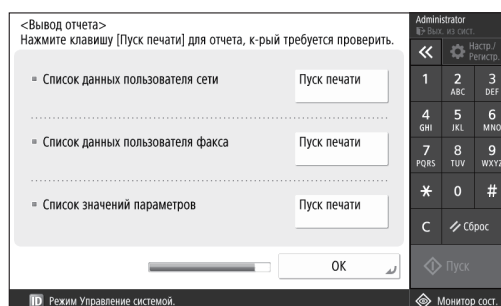 <Вывод отчета>
Нажмите клавишу [Пуск печати] для отчета, к-рый требуется проверить.
Список данных пользователя сети
Пуск печати
Список данных пользователя факса
Пуск печати
Список значений параметров
Пуск печати
OK
ID Режим Управление системой.
Administrator
Вых. из сист.
Настр./
Регистр.
1 2 3
ABC DEF
4 5 6
GHI JKL MNO
7 8 9
PQRS TUV WXYZ
* 0 #
C Сброс
Пуск
Монитор сост.